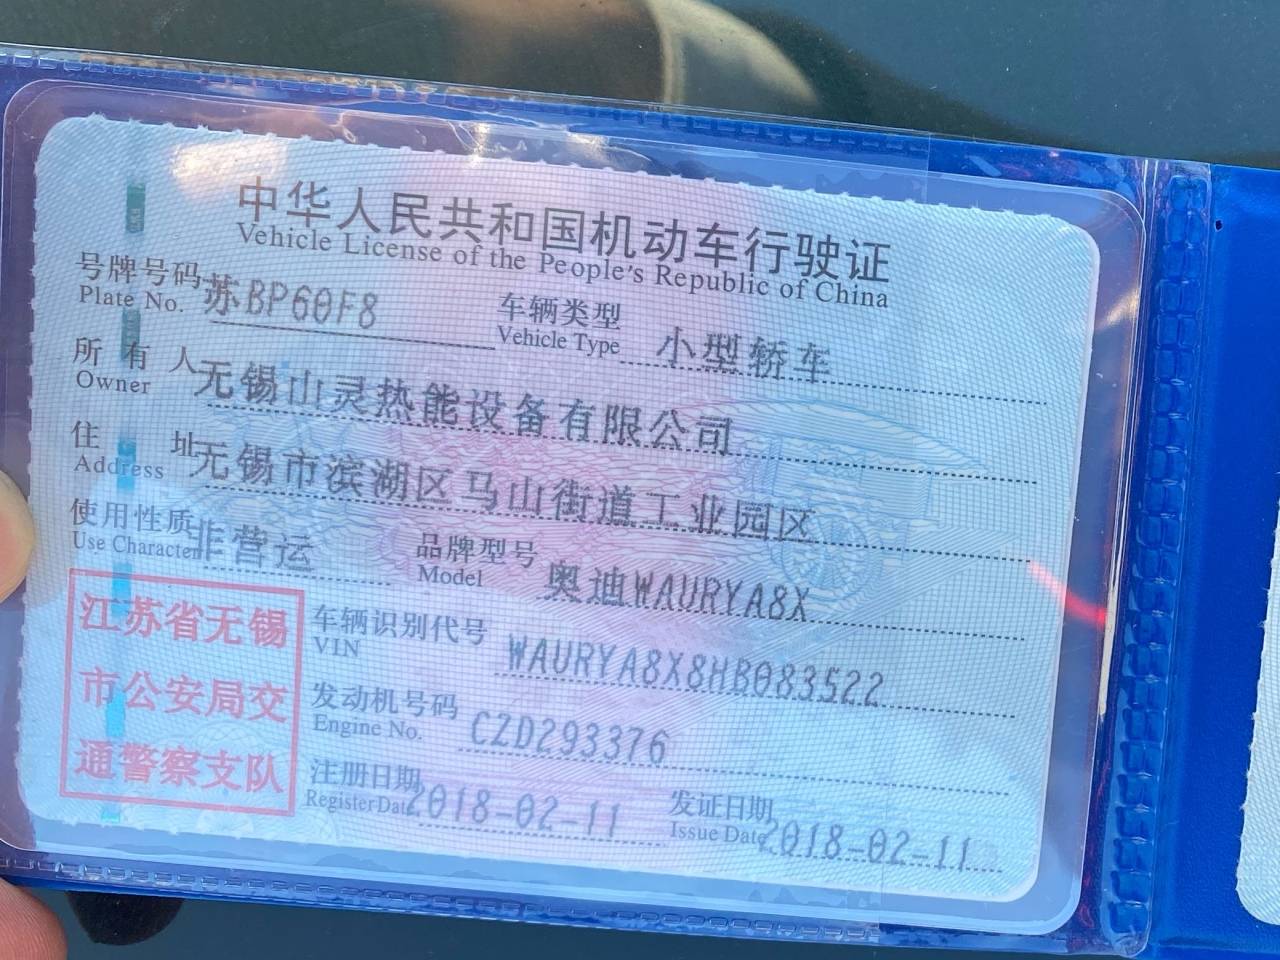 中华人民共和国机动车行驶证
Vehicle License of the People's Republic of China
号牌号码 苏BP60F8 车辆类型 小型轿车
Plate No. Vehicle Type
所有人 无锡山灵热能设备有限公司
Owner
住址 无锡市滨湖区马山街道工业园区
Address
使用性质 非营运 品牌型号 奥迪WAURYA8X
Use Character Model
江苏省无锡
市公安局交
通警察支队
车辆识别代号 WAURYA8X8HB083522
VIN
发动机号码 CZD293376
Engine No.
注册日期 2018-02-11 发证日期 2018-02-11
Register Date Issue Date